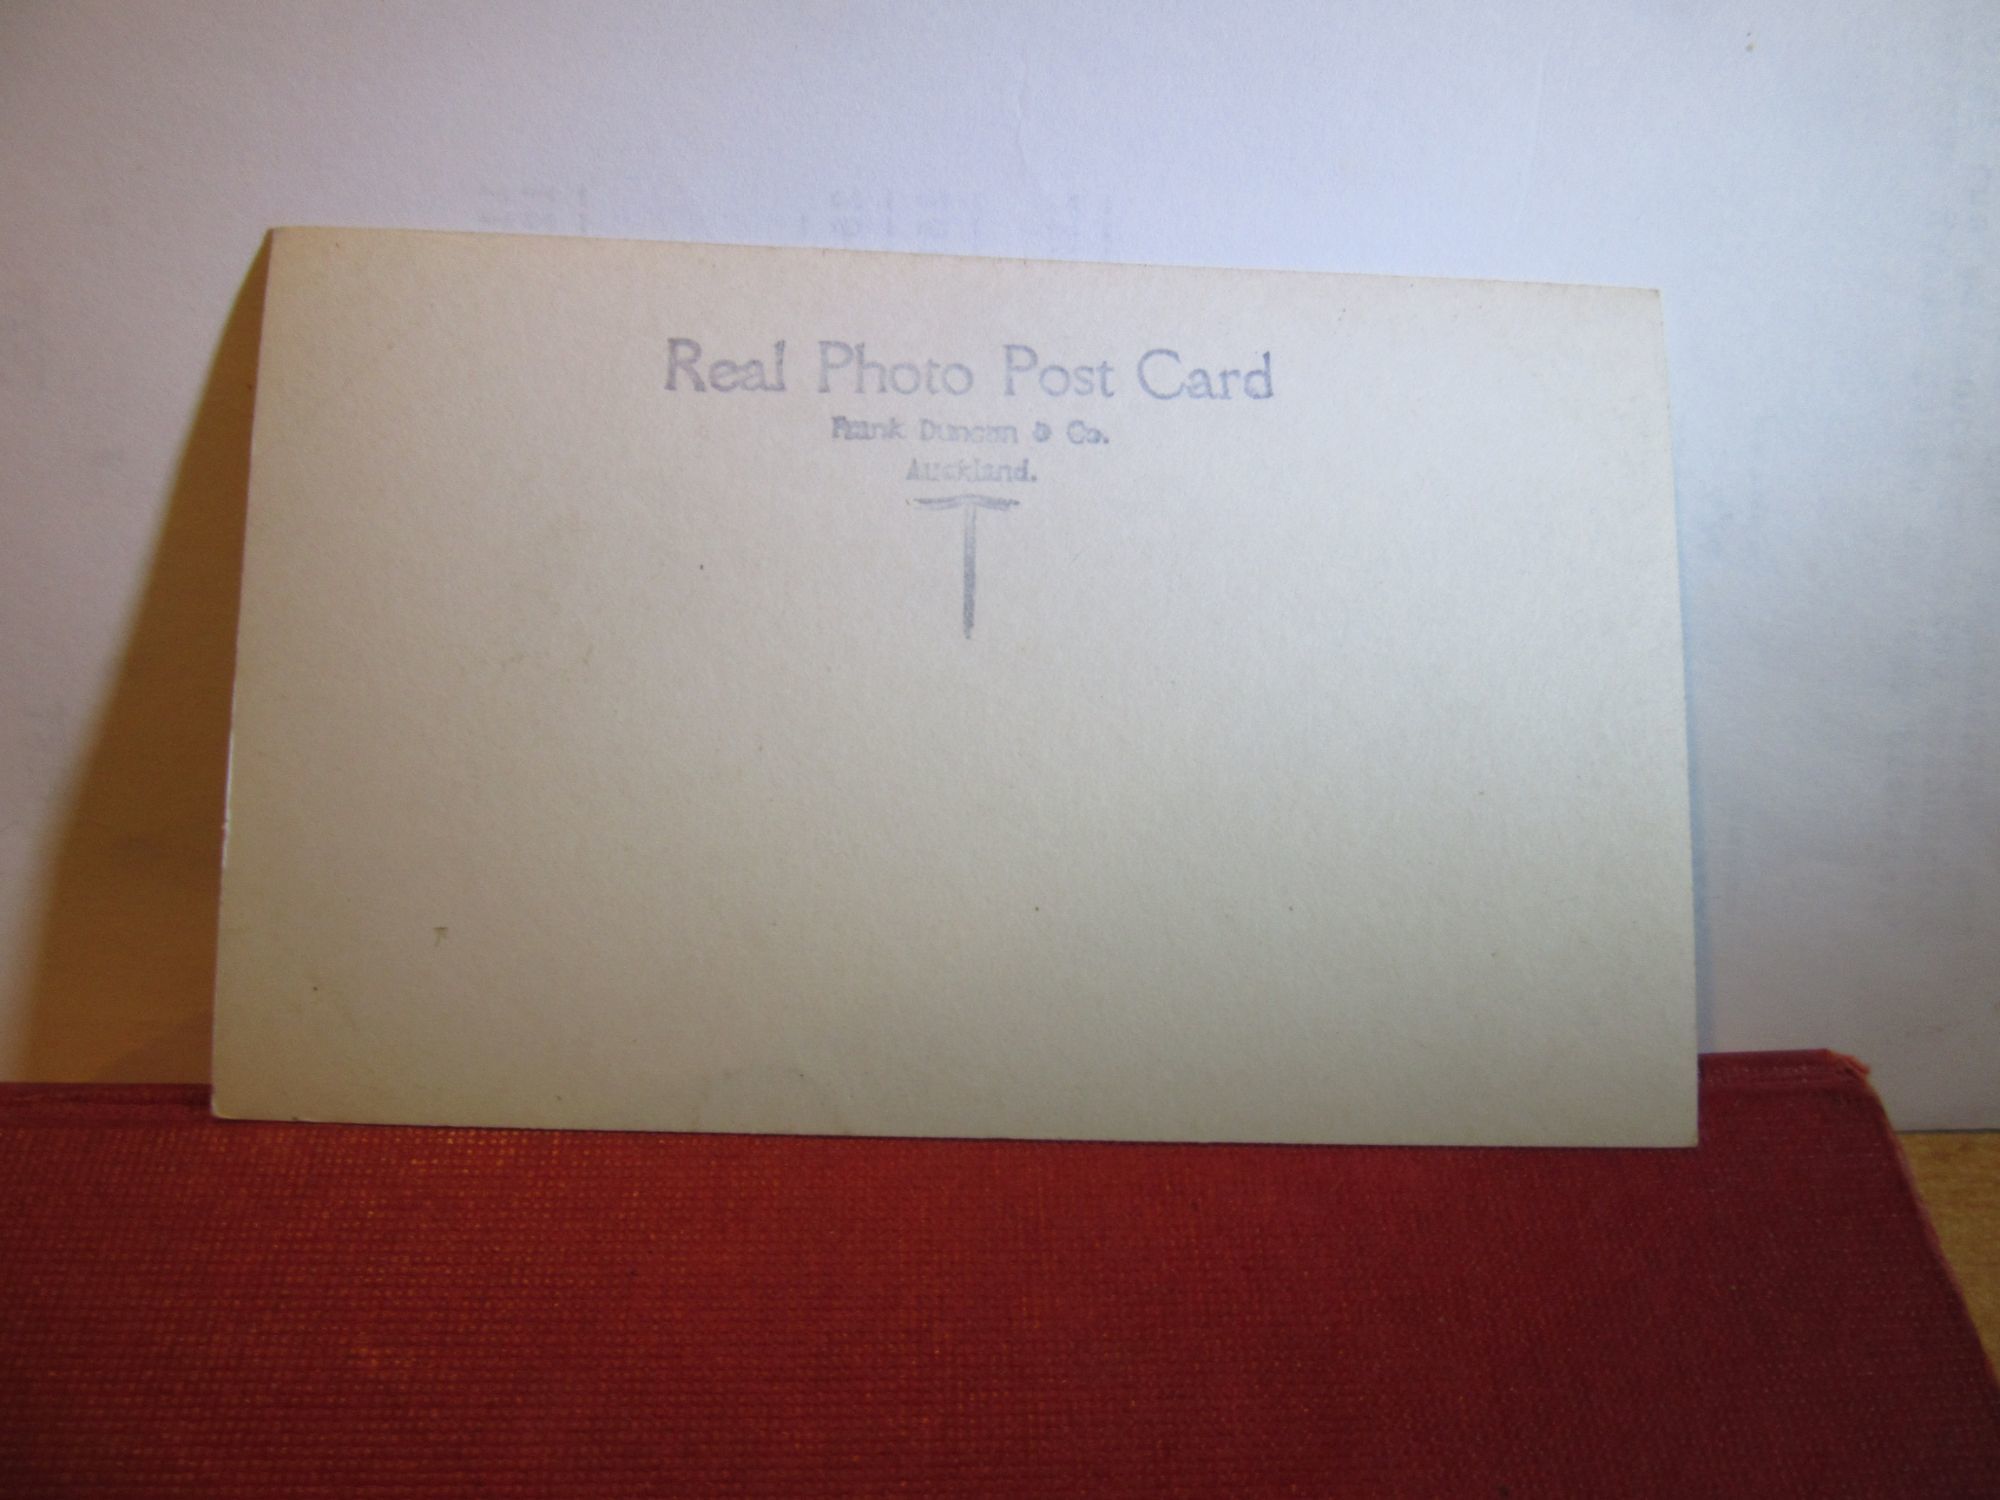 Real Photo Post Card
Frank Duncan & Co.
Auckland.